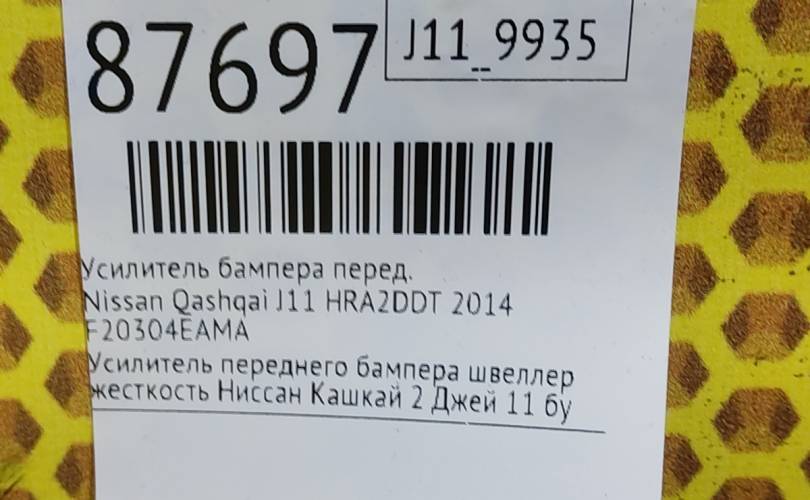 87697
J11_9935
Усилитель бампера перед.
Nissan Qashqai J11 HRA2DDT 2014
F20304EAMA
Усилитель переднего бампера швеллер
жесткость Ниссан Кашкай 2 Джей 11 бу